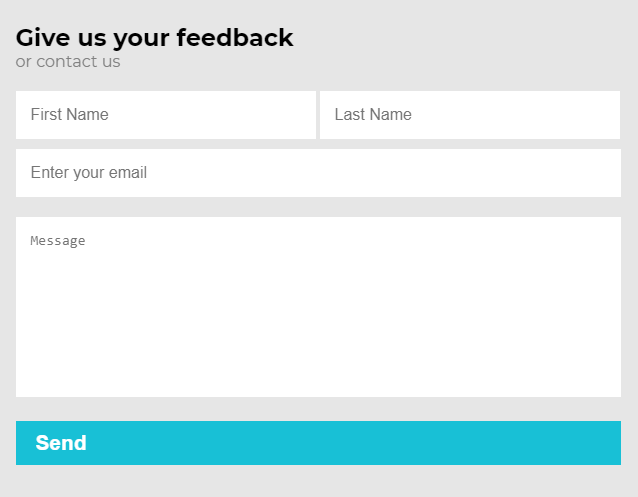 Give us your feedback
or contact us
First Name Last Name
Enter your email
Message
Send